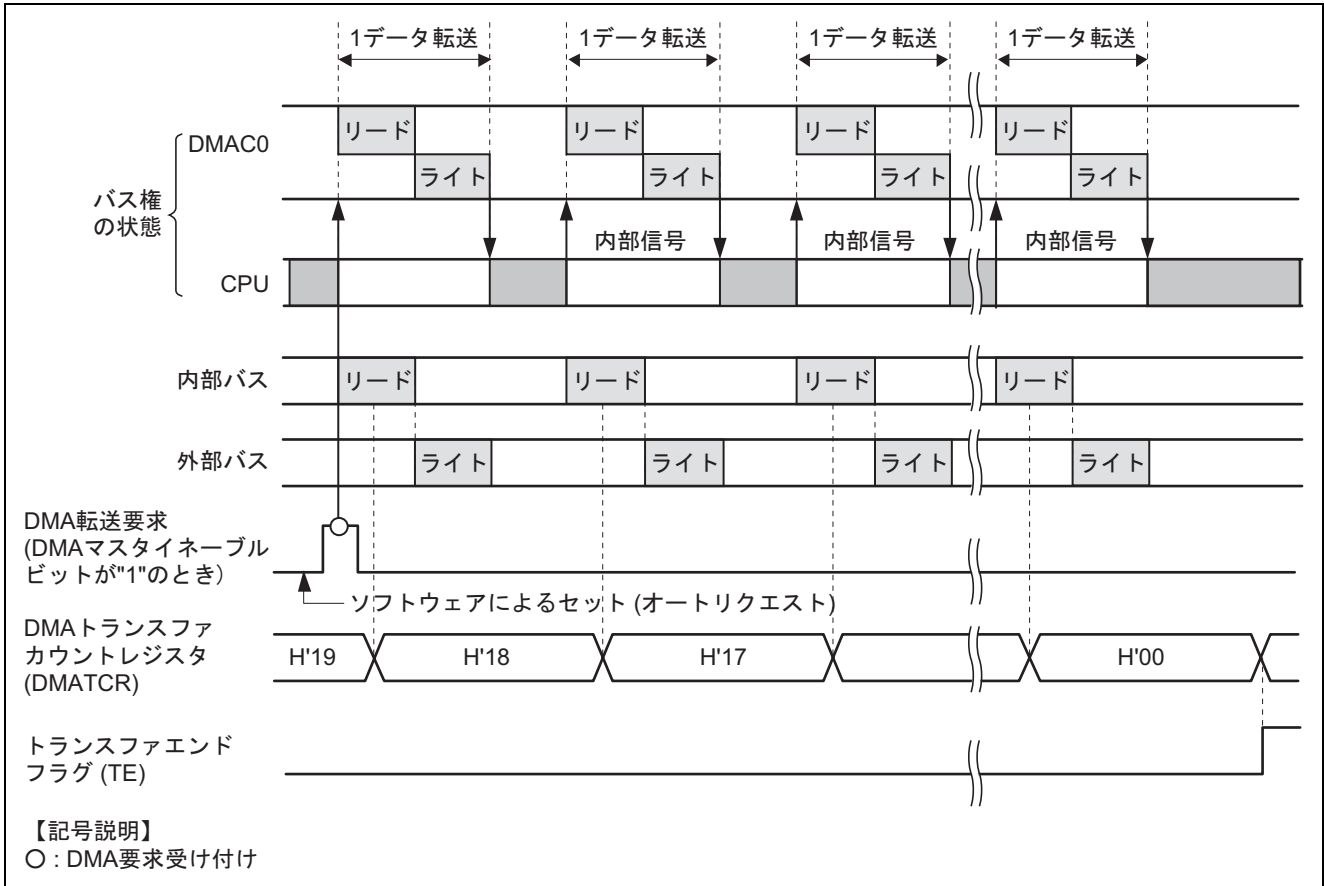 1データ転送 1データ転送 1データ転送 1データ転送
リード リード リード リード
DMAC0
ライト ライト ライト ライト
バス権
の状態
内部信号 内部信号 内部信号
CPU
内部バス リード リード リード リード
外部バス ライト ライト ライト ライト
DMA転送要求
(DMAマスタイネーブル
ビットが"1"のとき)
ソフトウェアによるセット (オートリクエスト)
DMAトランスファ
カウントレジスタ
(DMATCR)
H'19 H'18 H'17 H'00
トランスファエンド
フラグ (TE)
【記号説明】
○ : DMA要求受け付け